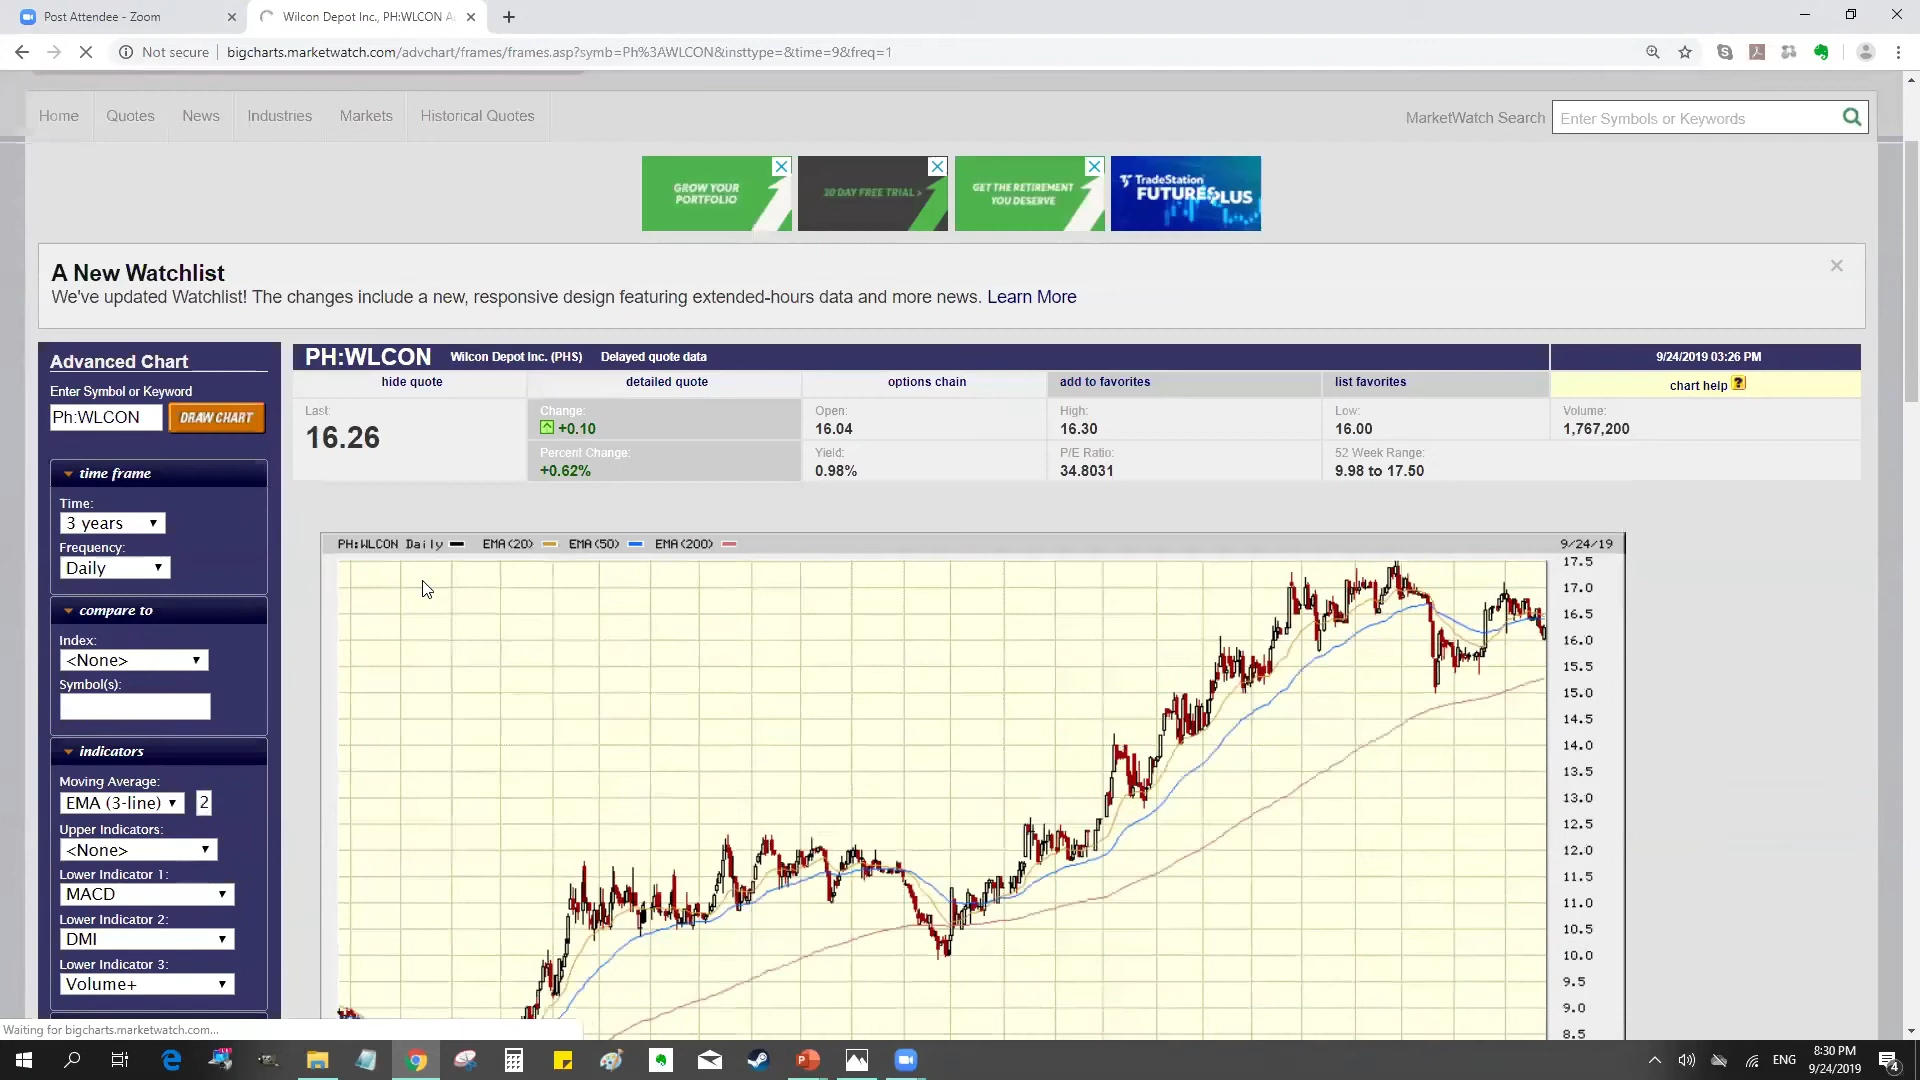 Post Attendee - Zoom
Wilcon Depot Inc., PH:WLCON A
Not secure
bigcharts.marketwatch.com/advchart/frames/frames.asp?symb=Ph%3AWLCON&insttype=&time=9&freq=1
Home
Quotes
News
Industries
Markets
Historical Quotes
MarketWatch Search
Enter Symbols or Keywords
GROW YOUR
PORTFOLIO
30 DAY FREE TRIAL >
GET THE RETIREMENT
YOU DESERVE
TradeStation
FUTURES PLUS
A New Watchlist
We've updated Watchlist! The changes include a new, responsive design featuring extended-hours data and more news. Learn More
Advanced Chart
Enter Symbol or Keyword
Ph:WLCON
DRAW CHART
time frame
Time:
3 years
Frequency:
Daily
compare to
Index:
<None>
Symbol(s):
indicators
Moving Average:
EMA (3-line)
2
Upper Indicators:
<None>
Lower Indicator 1:
MACD
Lower Indicator 2:
DMI
Lower Indicator 3:
Volume+
PH:WLCON
Wilcon Depot Inc. (PHS)
Delayed quote data
9/24/2019 03:26 PM
hide quote
detailed quote
options chain
add to favorites
list favorites
chart help ?
Last:
16.26
Change:
+0.10
Open:
16.04
High:
16.30
Low:
16.00
Volume:
1,767,200
Percent Change:
+0.62%
Yield:
0.98%
P/E Ratio:
34.8031
52 Week Range:
9.98 to 17.50
PH:WLCON Daily
EMA(20)
EMA(50)
EMA(200)
9/24/19
17.5
17.0
16.5
16.0
15.5
15.0
14.5
14.0
13.5
13.0
12.5
12.0
11.5
11.0
10.5
10.0
9.5
9.0
8.5
Waiting for bigcharts.marketwatch.com...
ENG
8:30 PM
9/24/2019
4